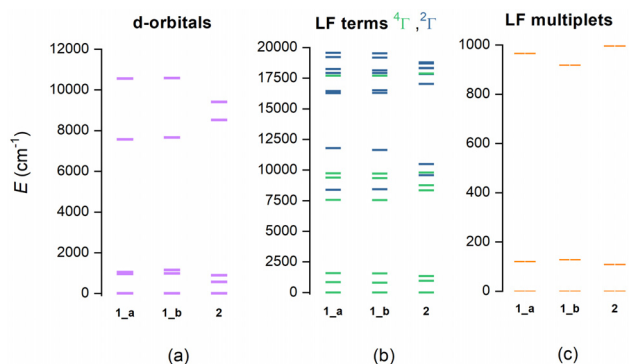 d-orbitals
LF terms ⁴Γ , ²Γ
LF multiplets
E (cm⁻¹)
12000
10000
8000
6000
4000
2000
0
1_a
1_b
2
(a)
20000
17500
15000
12500
10000
7500
5000
2500
0
1_a
1_b
2
(b)
1000
800
600
400
200
0
1_a
1_b
2
(c)